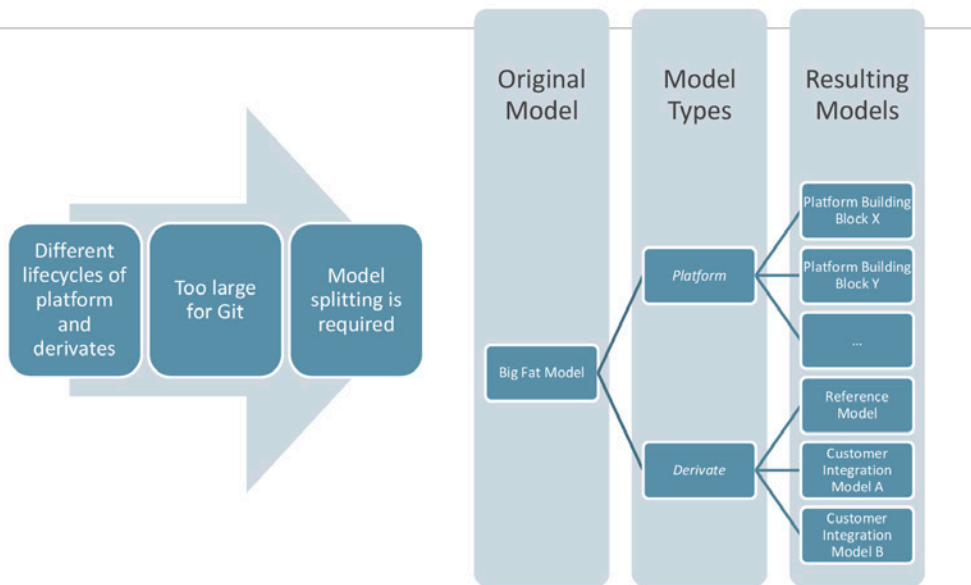 Different
lifecycles of
platform
and
derivates
Too large
for Git
Model
splitting is
required
Original
Model
Big Fat Model
Model
Types
Platform
Derivate
Resulting
Models
Platform Building
Block X
Platform Building
Block Y
...
Reference
Model
Customer
Integration
Model A
Customer
Integration
Model B